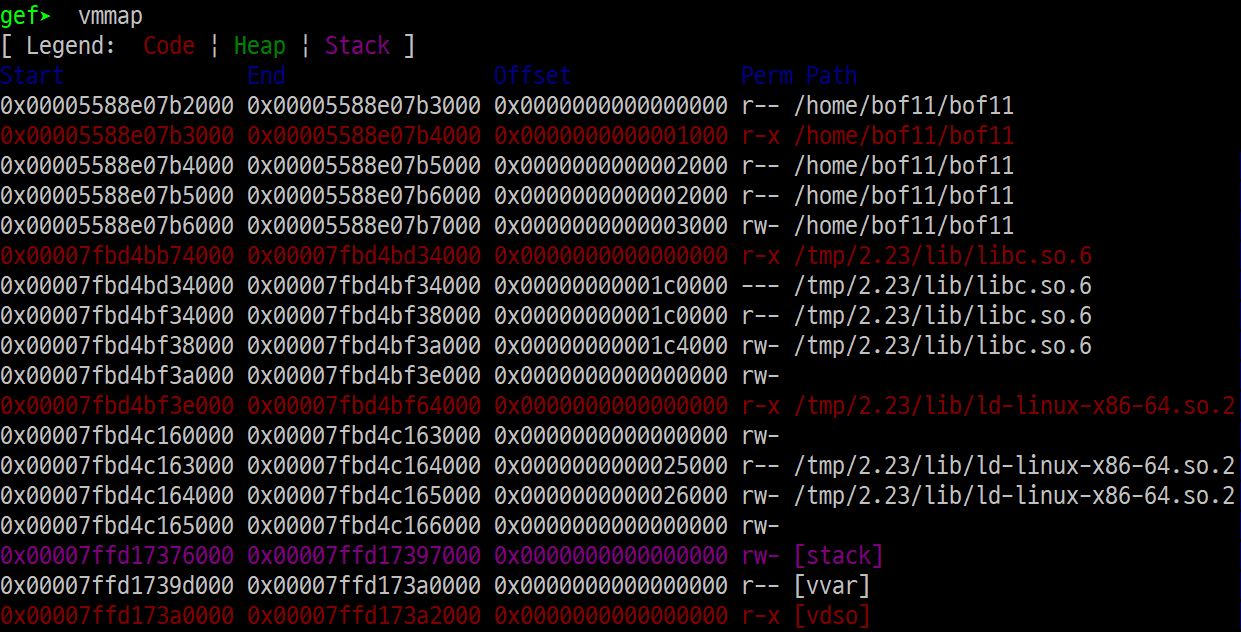 gef➤  vmmap
[ Legend:  Code | Heap | Stack ]
Start              End                Offset             Perm Path
0x00005588e07b2000 0x00005588e07b3000 0x0000000000000000 r-- /home/bof11/bof11
0x00005588e07b3000 0x00005588e07b4000 0x0000000000001000 r-x /home/bof11/bof11
0x00005588e07b4000 0x00005588e07b5000 0x0000000000002000 r-- /home/bof11/bof11
0x00005588e07b5000 0x00005588e07b6000 0x0000000000002000 r-- /home/bof11/bof11
0x00005588e07b6000 0x00005588e07b7000 0x0000000000003000 rw- /home/bof11/bof11
0x00007fbd4bb74000 0x00007fbd4bd34000 0x0000000000000000 r-x /tmp/2.23/lib/libc.so.6
0x00007fbd4bd34000 0x00007fbd4bf34000 0x00000000001c0000 --- /tmp/2.23/lib/libc.so.6
0x00007fbd4bf34000 0x00007fbd4bf38000 0x00000000001c0000 r-- /tmp/2.23/lib/libc.so.6
0x00007fbd4bf38000 0x00007fbd4bf3a000 0x00000000001c4000 rw- /tmp/2.23/lib/libc.so.6
0x00007fbd4bf3a000 0x00007fbd4bf3e000 0x0000000000000000 rw-
0x00007fbd4bf3e000 0x00007fbd4bf64000 0x0000000000000000 r-x /tmp/2.23/lib/ld-linux-x86-64.so.2
0x00007fbd4c160000 0x00007fbd4c163000 0x0000000000000000 rw-
0x00007fbd4c163000 0x00007fbd4c164000 0x0000000000025000 r-- /tmp/2.23/lib/ld-linux-x86-64.so.2
0x00007fbd4c164000 0x00007fbd4c165000 0x0000000000026000 rw- /tmp/2.23/lib/ld-linux-x86-64.so.2
0x00007fbd4c165000 0x00007fbd4c166000 0x0000000000000000 rw-
0x00007ffd17376000 0x00007ffd17397000 0x0000000000000000 rw- [stack]
0x00007ffd1739d000 0x00007ffd173a0000 0x0000000000000000 r-- [vvar]
0x00007ffd173a0000 0x00007ffd173a2000 0x0000000000000000 r-x [vdso]